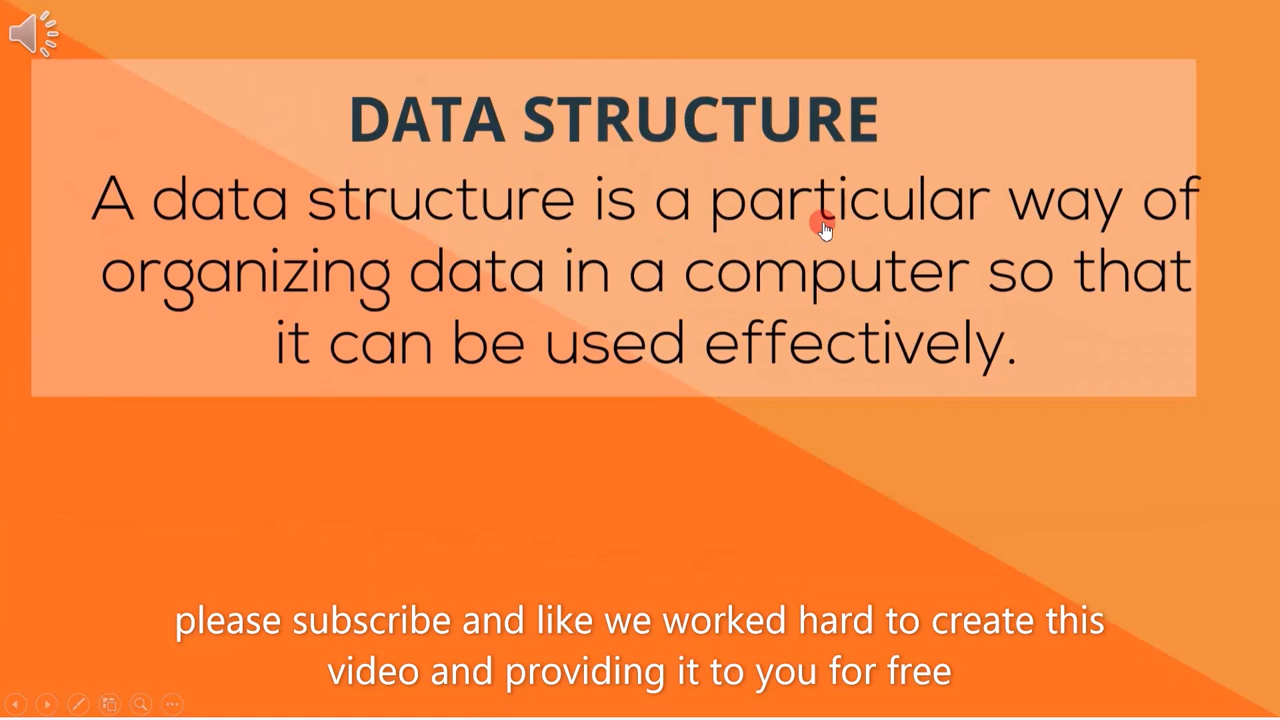 DATA STRUCTURE
A data structure is a particular way of
organizing data in a computer so that
it can be used effectively.
please subscribe and like we worked hard to create this
video and providing it to you for free